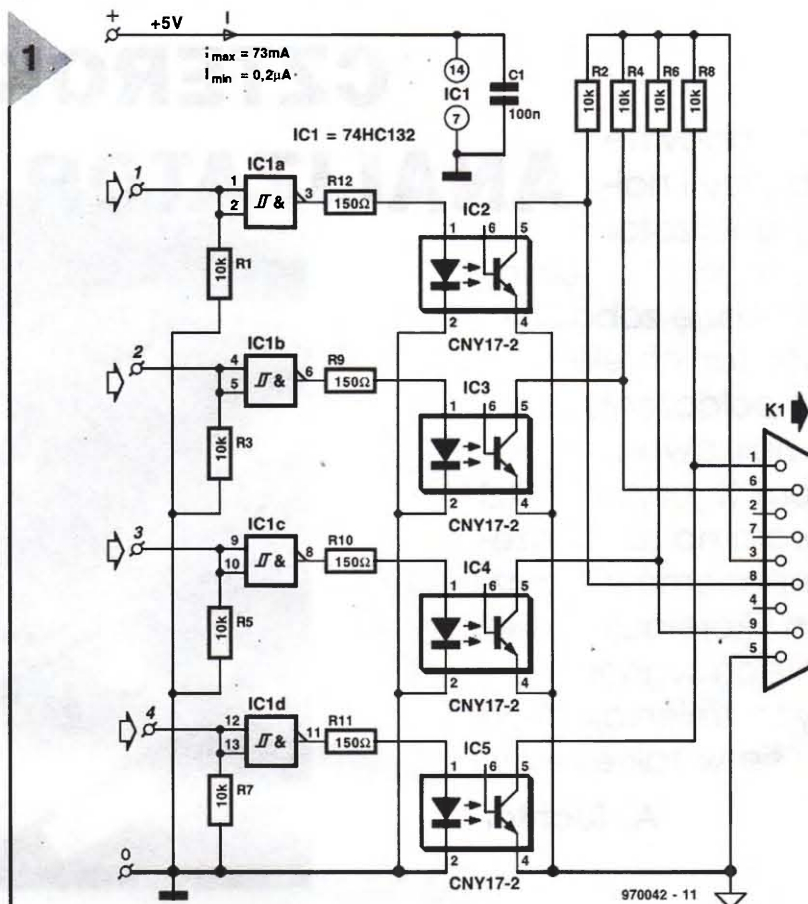 1
+
+5V
I
imax = 73mA
Imin = 0,2µA
14
IC1
7
C1
100n
R2
10k
R4
10k
R6
10k
R8
10k
IC1 = 74HC132
1
IC1a
1
2
&
3
R12
150Ω
R1
10k
IC2
1
6
5
2
4
CNY17-2
2
IC1b
4
5
&
6
R9
150Ω
R3
10k
IC3
1
6
5
2
4
CNY17-2
3
IC1c
9
10
&
8
R10
150Ω
R5
10k
IC4
1
6
5
2
4
CNY17-2
4
IC1d
12
13
&
11
R11
150Ω
R7
10k
IC5
1
6
5
2
4
CNY17-2
0
K1
1
6
2
7
3
8
4
9
5
970042 - 11